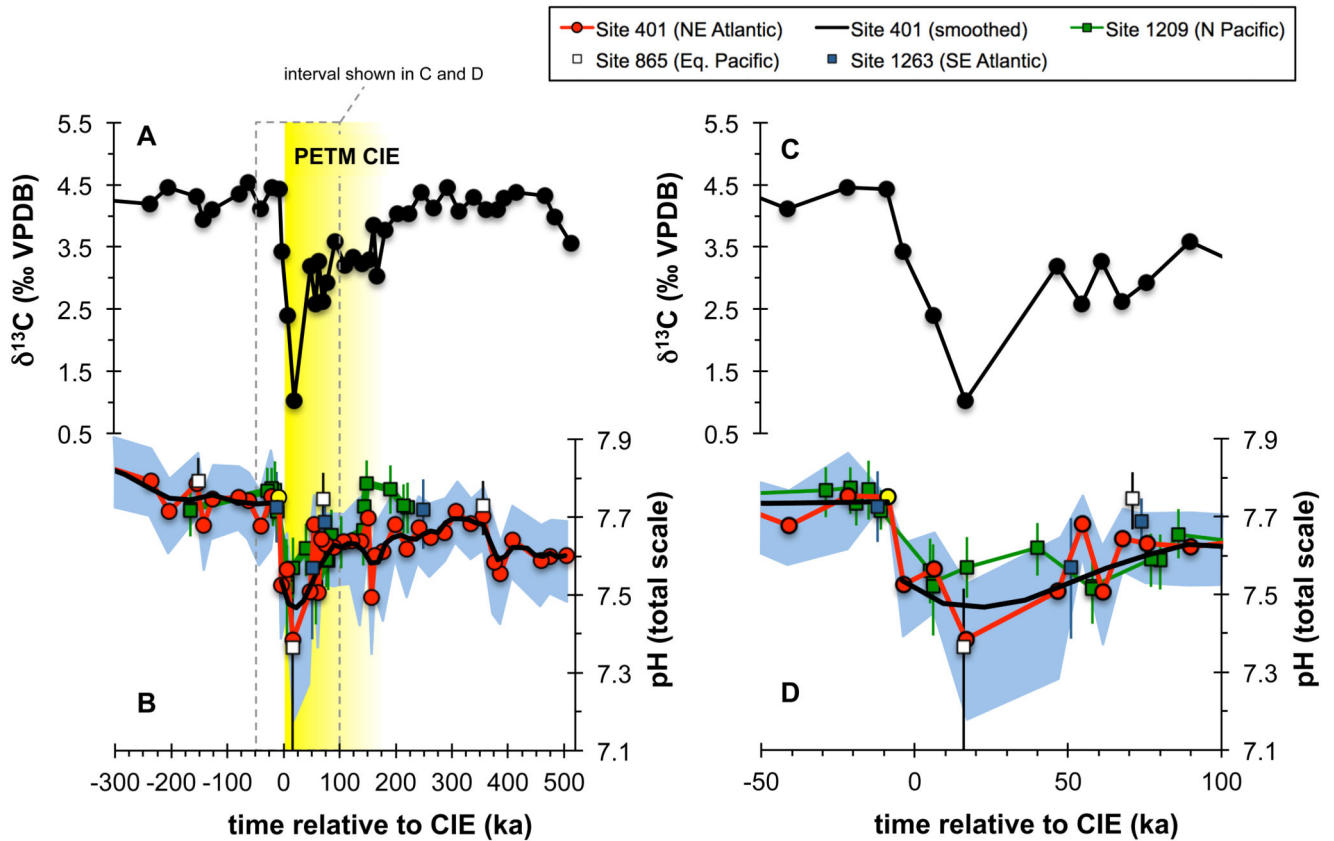 Site 401 (NE Atlantic) Site 401 (smoothed) Site 1209 (N Pacific)
Site 865 (Eq. Pacific) Site 1263 (SE Atlantic)
interval shown in C and D
A
PETM CIE
5.5
4.5
3.5
2.5
1.5
0.5
δ¹³C (‰ VPDB)
B
7.9
7.7
7.5
7.3
7.1
pH (total scale)
-300 -200 -100 0 100 200 300 400 500
time relative to CIE (ka)
C
5.5
4.5
3.5
2.5
1.5
0.5
δ¹³C (‰ VPDB)
D
7.9
7.7
7.5
7.3
7.1
pH (total scale)
-50 0 50 100
time relative to CIE (ka)